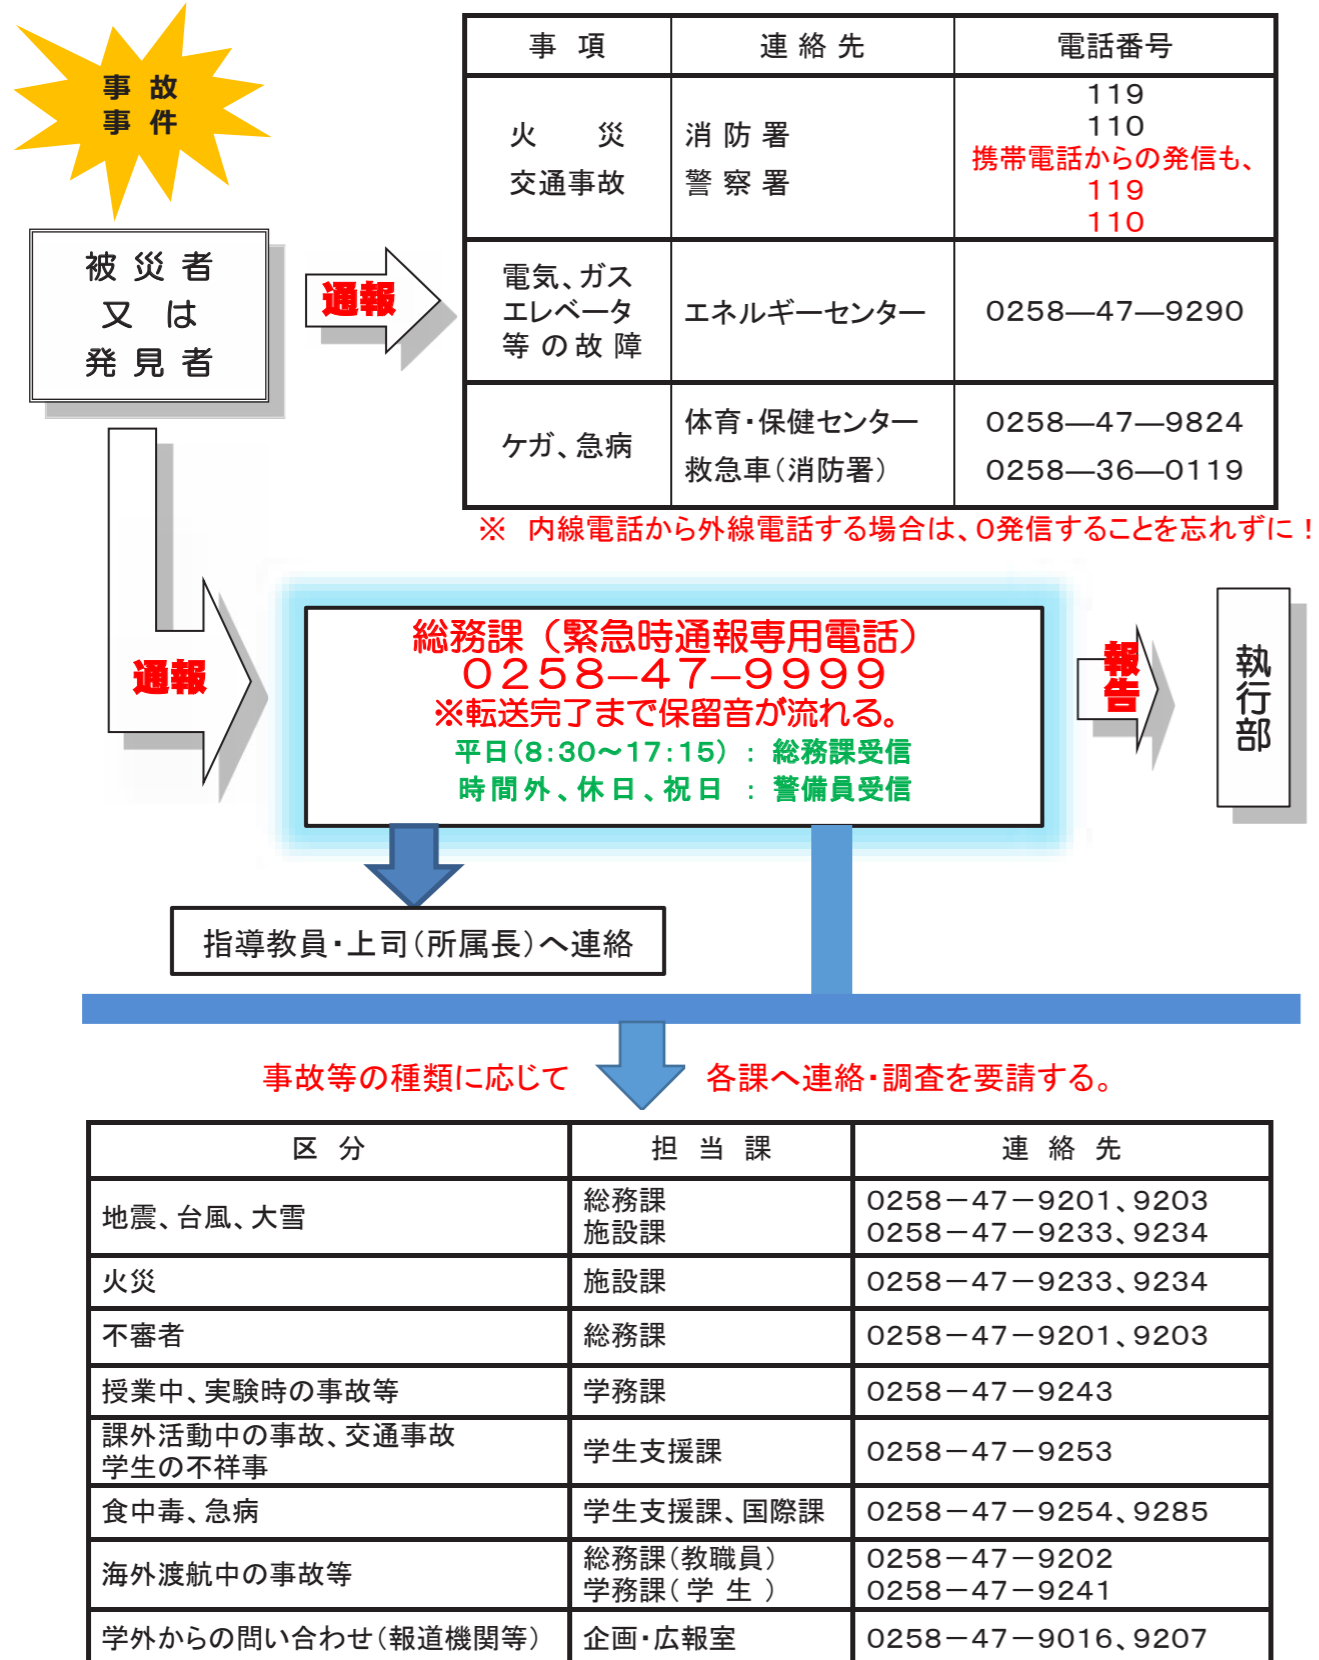 事故
事件
事 項
連 絡 先
電話番号
火 災
交通事故
消 防 署
警 察 署
119
110
携帯電話からの発信も、
119
110
電気、ガス
エレベータ
等 の 故 障
エネルギーセンター
0258―47―9290
ケガ、急病
体育・保健センター
救急車(消防署)
0258―47―9824
0258―36―0119
※ 内線電話から外線電話する場合は、0発信することを忘れずに！
被 災 者
又 は
発 見 者
通報
通報
総務課（緊急時通報専用電話）
0258―47―9999
※転送完了まで保留音が流れる。
平日(8:30～17:15) : 総務課受信
時間外、休日、祝日 : 警備員受信
報告
執行部
指導教員・上司(所属長)へ連絡
事故等の種類に応じて 各課へ連絡・調査を要請する。
区 分
担 当 課
連 絡 先
地震、台風、大雪
総務課
施設課
0258－47－9201、9203
0258－47－9233、9234
火災
施設課
0258－47－9233、9234
不審者
総務課
0258－47－9201、9203
授業中、実験時の事故等
学務課
0258－47－9243
課外活動中の事故、交通事故
学生の不祥事
学生支援課
0258－47－9253
食中毒、急病
学生支援課、国際課
0258－47－9254、9285
海外渡航中の事故等
総務課(教職員)
学務課( 学 生 )
0258－47－9202
0258－47－9241
学外からの問い合わせ(報道機関等)
企画・広報室
0258－47－9016、9207